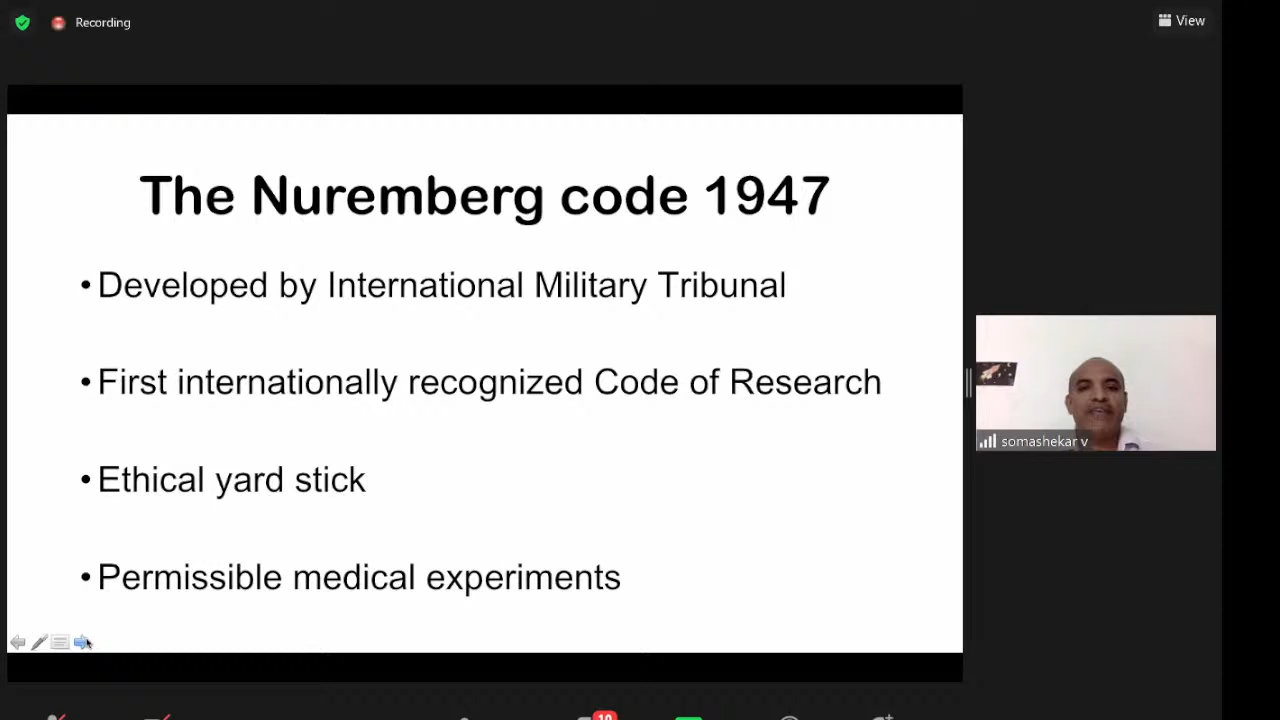 Recording
View
The Nuremberg code 1947
• Developed by International Military Tribunal
• First internationally recognized Code of Research
• Ethical yard stick
• Permissible medical experiments
somashekar v
10